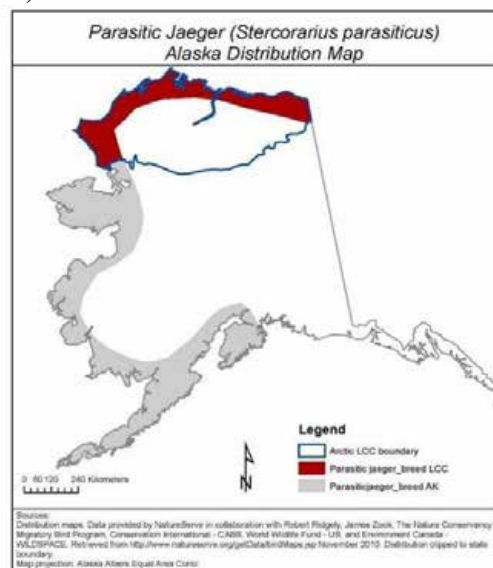 Parasitic Jaeger (Stercorarius parasiticus)
Alaska Distribution Map
Legend
Arctic LCC boundary
Parasitic jaeger_breed LCC
Parasiticjaeger_breed AK
N
0 60 120 240 Kilometers
Sources:
Distribution maps. Data provided by NatureServe in collaboration with Robert Ridgely, James Zook, The Nature Conservancy -
Migratory Bird Program, Conservation International - CABS, World Wildlife Fund - US, and Environment Canada -
WILDSPACE. Retrieved from http://www.natureserve.org/getData/birdMaps.jsp November 2010. Distribution clipped to state
boundary.
Map projection: Alaska Albers Equal Area Conic